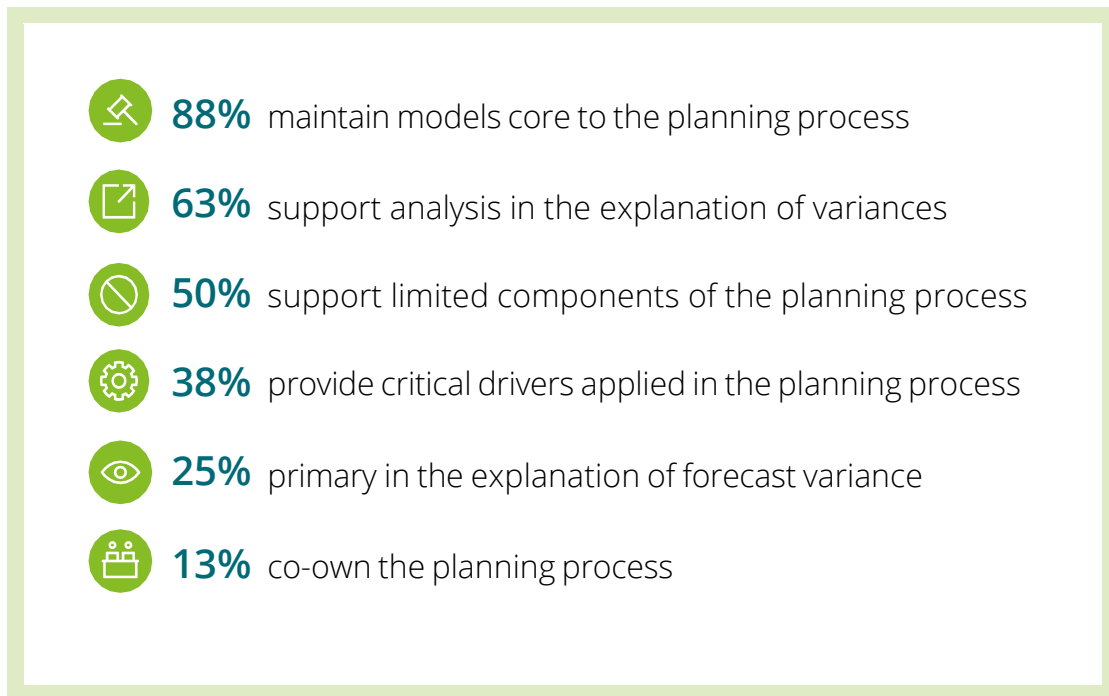 88% maintain models core to the planning process
63% support analysis in the explanation of variances
50% support limited components of the planning process
38% provide critical drivers applied in the planning process
25% primary in the explanation of forecast variance
13% co-own the planning process